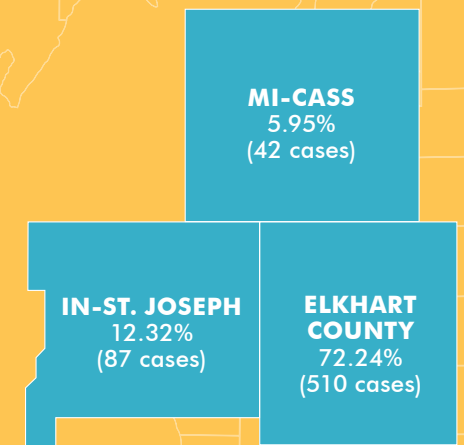 MI-CASS
5.95%
(42 cases)
IN-ST. JOSEPH
12.32%
(87 cases)
ELKHART
COUNTY
72.24%
(510 cases)